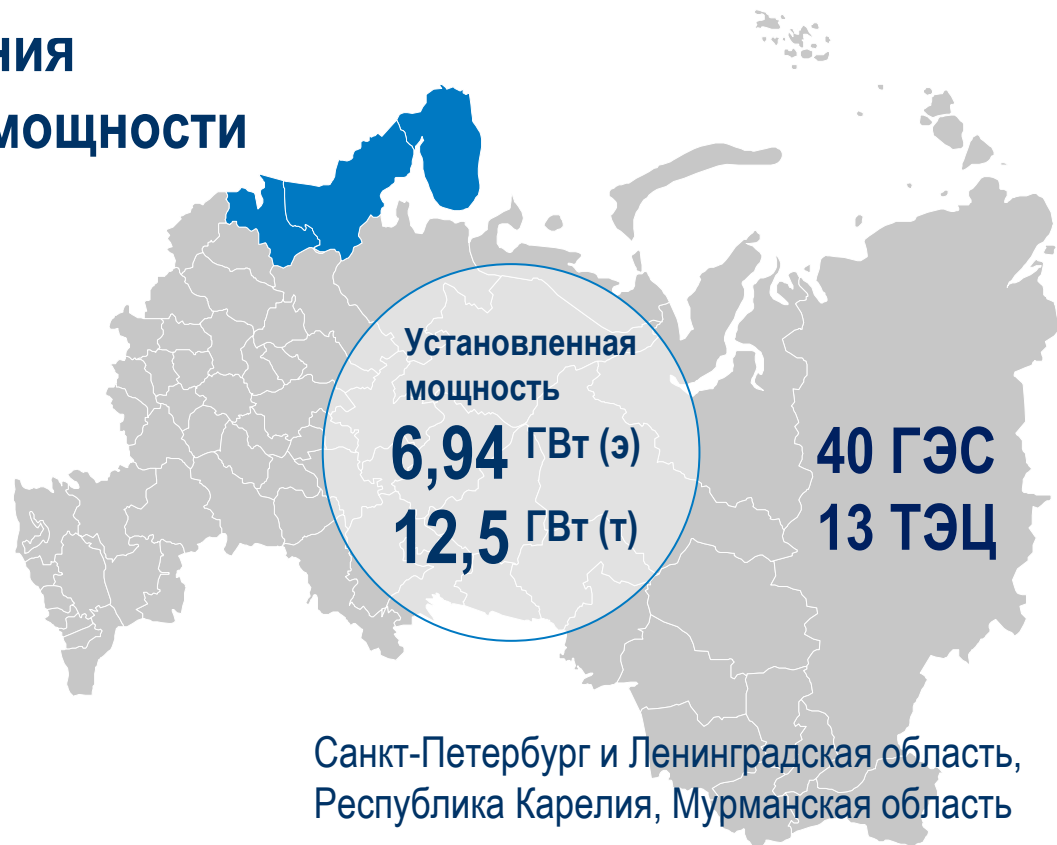 ния
мощности
Установленная
мощность
6,94 ГВт (э)
12,5 ГВт (т)
40 ГЭС
13 ТЭЦ
Санкт-Петербург и Ленинградская область,
Республика Карелия, Мурманская область